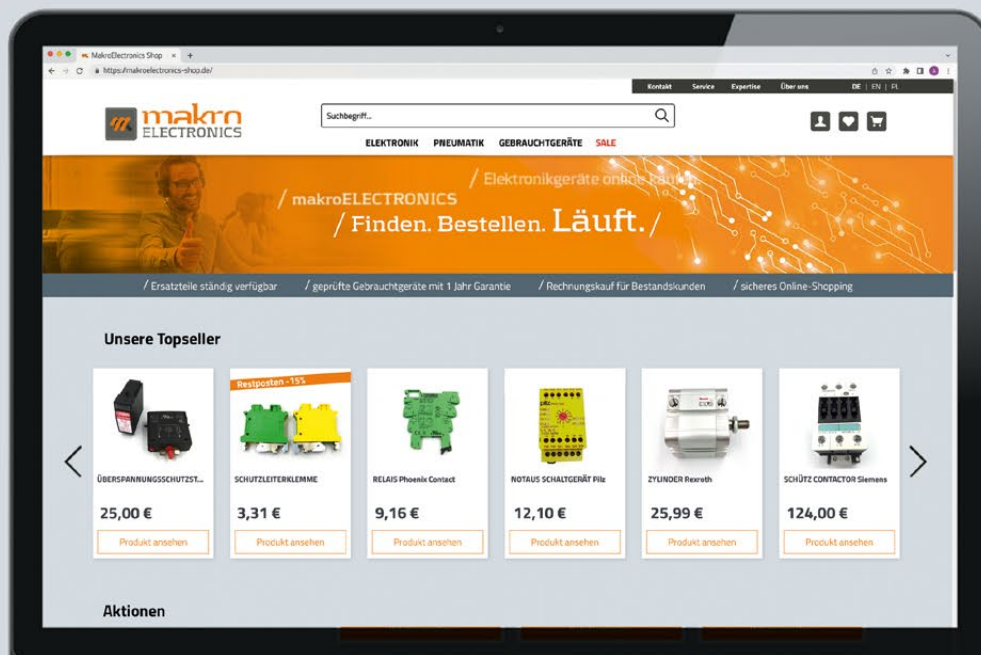 MakroElectronics Shop
https://makroelectronics-shop.de/
Kontakt Service Expertise Über uns DE | EN | PL
makro
ELECTRONICS
Suchbegriff...
ELEKTRONIK PNEUMATIK GEBRAUCHTGERÄTE SALE
/ Elektronikgeräte online
/ makroELECTRONICS
/ Finden. Bestellen. Läuft. /
/ Ersatzteile ständig verfügbar / geprüfte Gebrauchtgeräte mit 1 Jahr Garantie / Rechnungskauf für Bestandskunden / sicheres Online-Shopping
Unsere Topseller
Restposten -15%
pilz
ÜBERSPANNUNGSSCHUTZST... SCHUTZLEITERKLEMME RELAIS Phoenix Contact NOTAUS SCHALTGERÄT Pilz ZYLINDER Rexroth SCHÜTZ CONTACTOR Siemens
25,00 € 3,31 € 9,16 € 12,10 € 25,99 € 124,00 €
Produkt ansehen Produkt ansehen Produkt ansehen Produkt ansehen Produkt ansehen Produkt ansehen
Aktionen